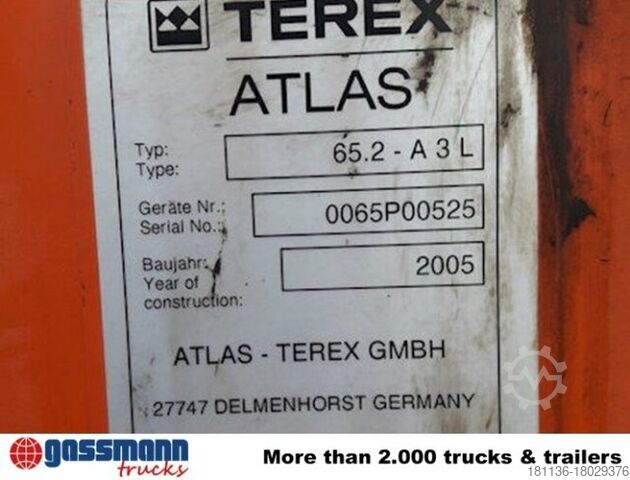 TEREX
ATLAS
Typ:
Type:
65.2 - A 3 L
Geräte Nr.:
Serial No.:
0065P00525
Baujahr:
Year of
construction:
2005
ATLAS - TEREX GMBH
27747 DELMENHORST GERMANY
gassmann
trucks
More than 2.000 trucks & trailers
181136-18029376